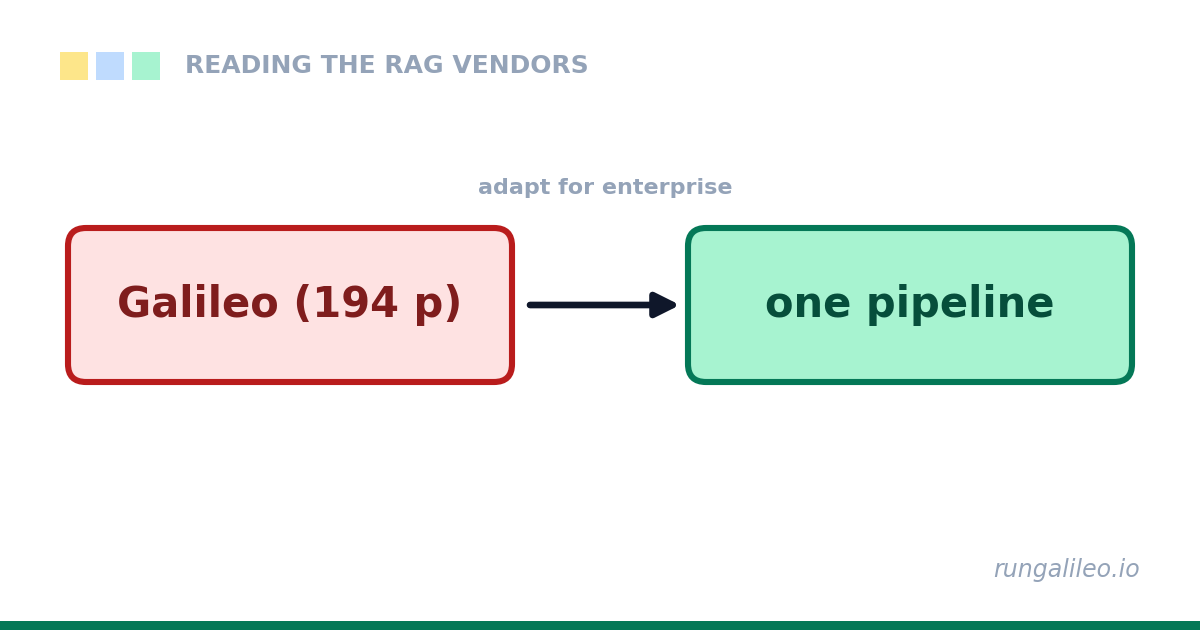 READING THE RAG VENDORS
adapt for enterprise
Galileo (194 p)
one pipeline
rungalileo.io